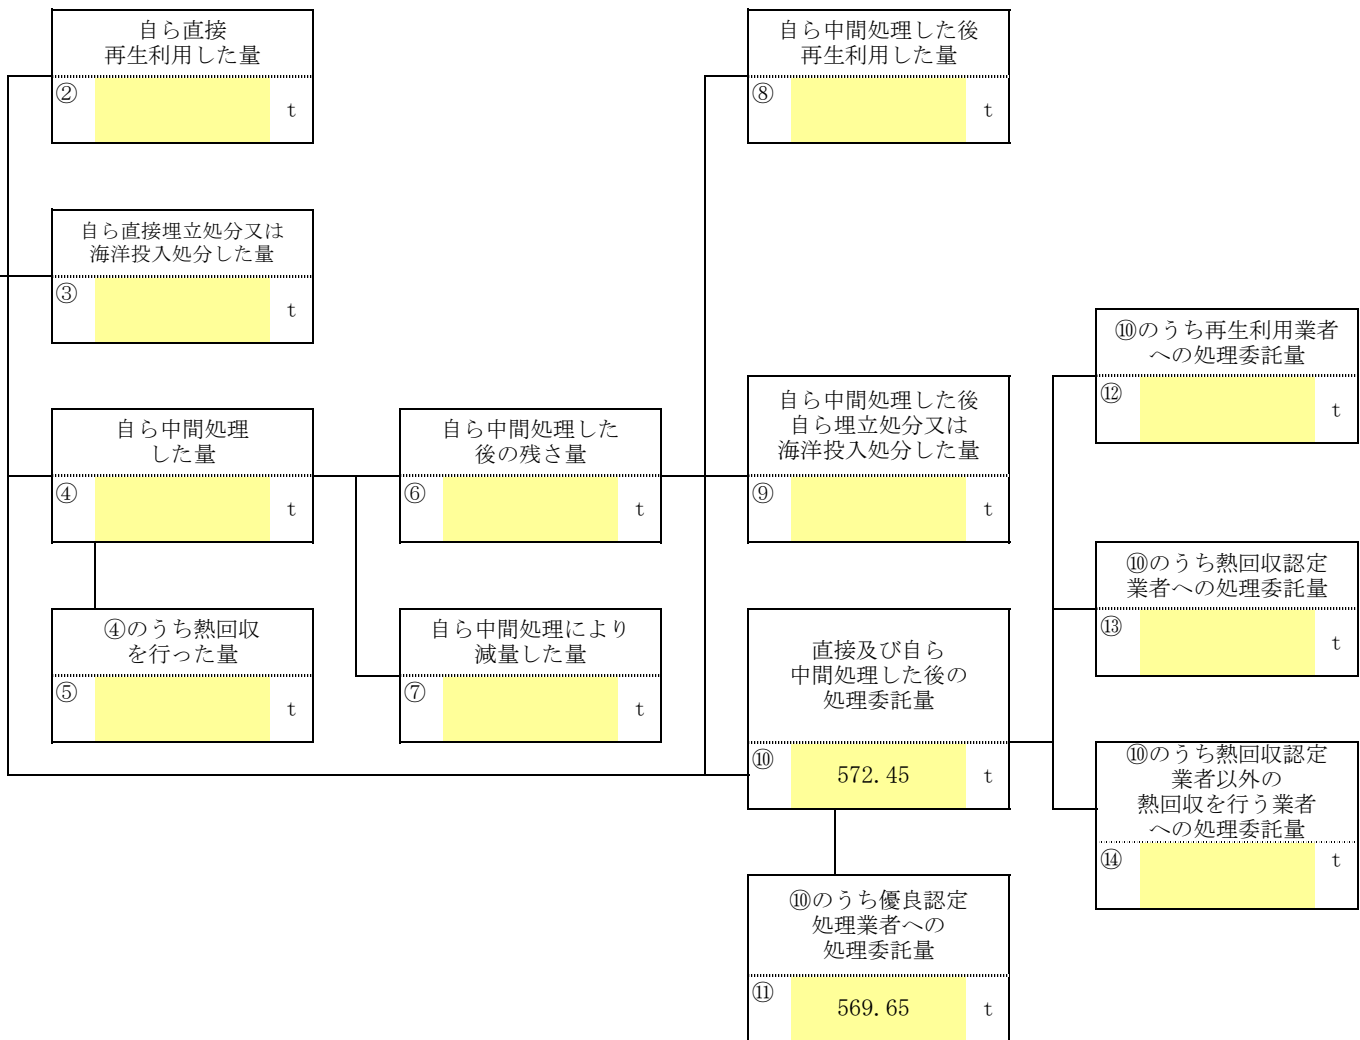 自ら直接
再生利用した量
② t
自ら直接埋立処分又は
海洋投入処分した量
③ t
自ら中間処理
した量
④ t
④のうち熱回収
を行った量
⑤ t
自ら中間処理した
後の残さ量
⑥ t
自ら中間処理により
減量した量
⑦ t
自ら中間処理した後
再生利用した量
⑧ t
自ら中間処理した後
自ら埋立処分又は
海洋投入処分した量
⑨ t
直接及び自ら
中間処理した後の
処理委託量
⑩ 572.45 t
⑩のうち優良認定
処理業者への
処理委託量
⑪ 569.65 t
⑩のうち再生利用業者
への処理委託量
⑫ t
⑩のうち熱回収認定
業者への処理委託量
⑬ t
⑩のうち熱回収認定
業者以外の
熱回収を行う業者
への処理委託量
⑭ t